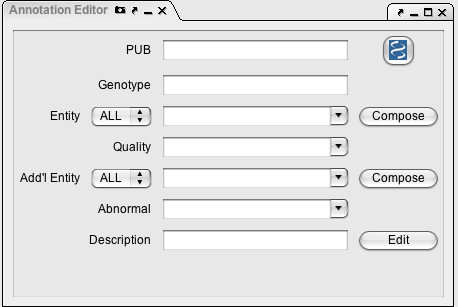 Annotation Editor
PUB
Genotype
Entity ALL Compose
Quality
Add'l Entity ALL Compose
Abnormal
Description Edit